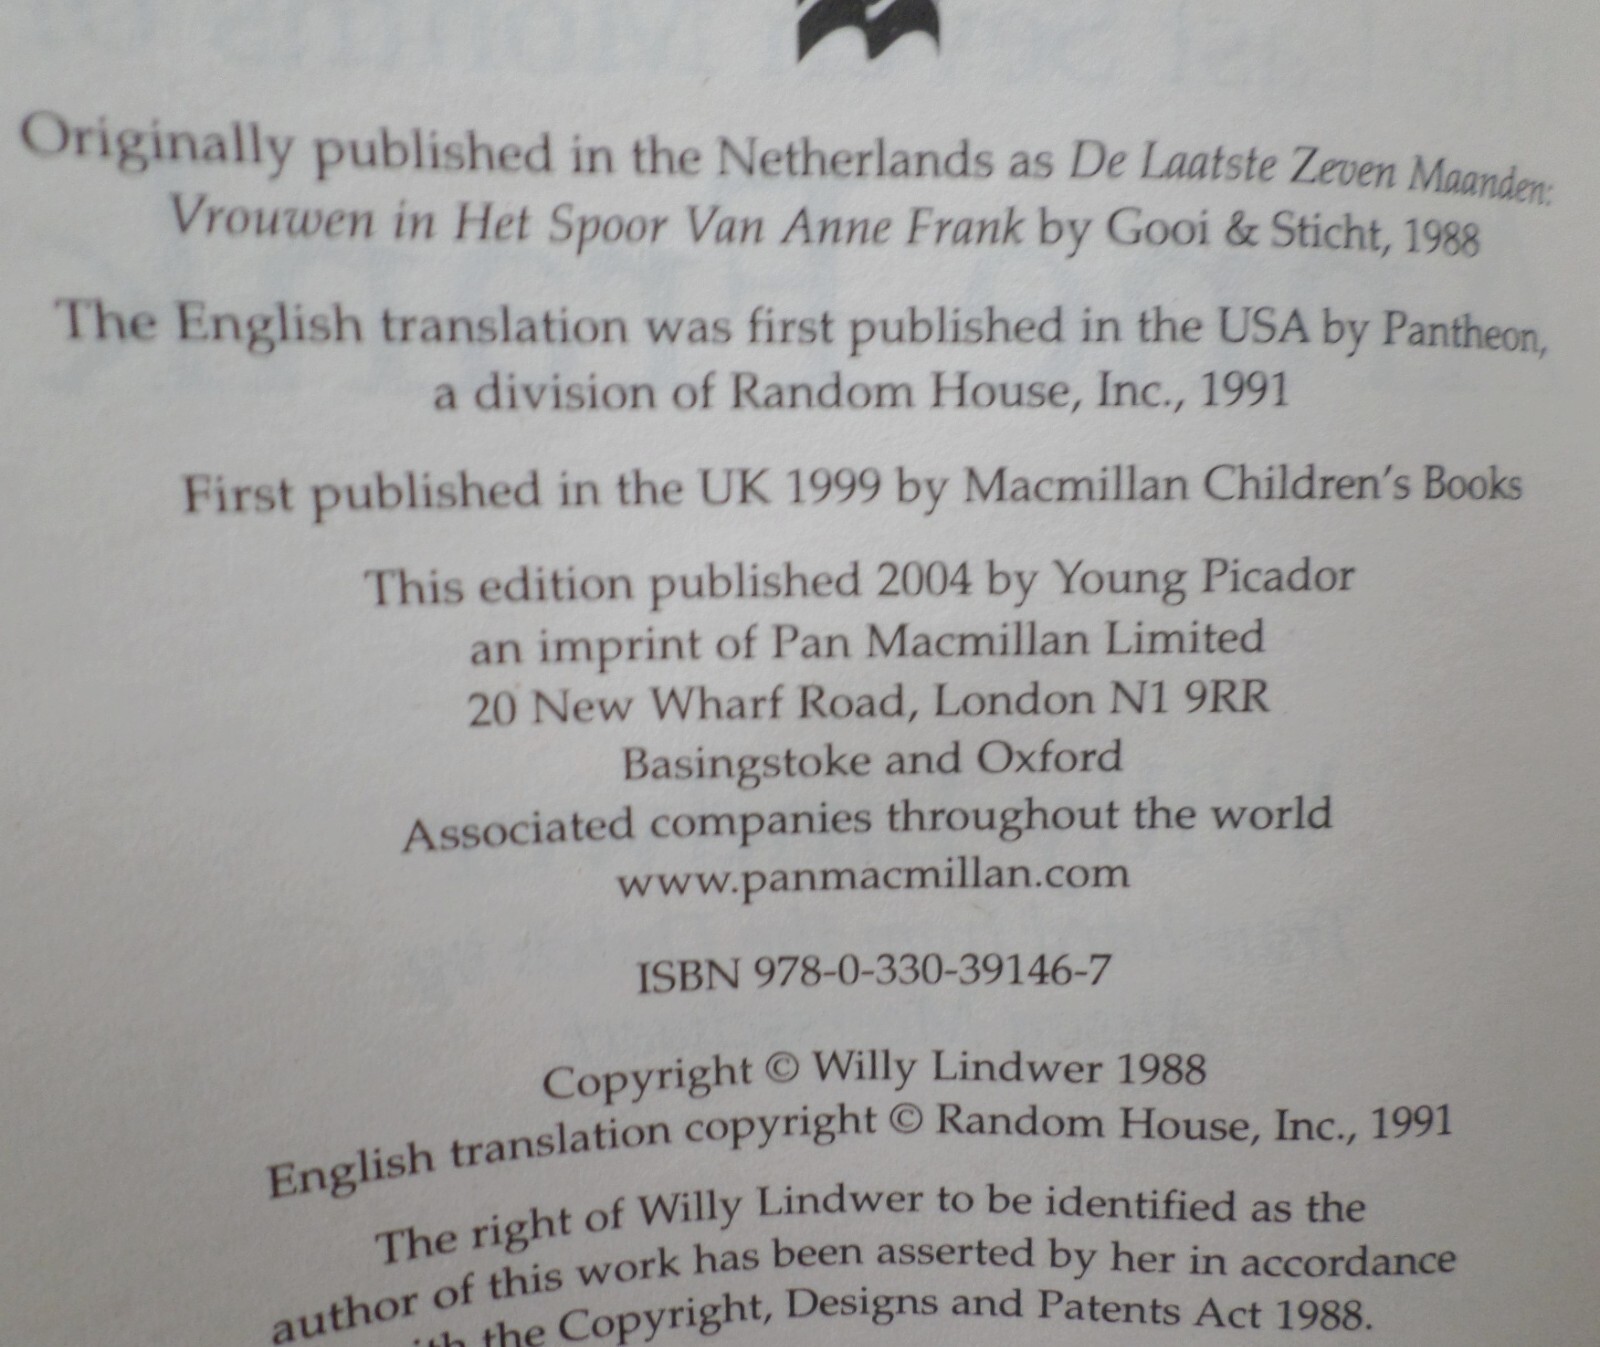 Originally published in the Netherlands as De Laatste Zeven Maanden:
Vrouwen in Het Spoor Van Anne Frank by Gooi & Sticht, 1988
The English translation was first published in the USA by Pantheon,
a division of Random House, Inc., 1991
First published in the UK 1999 by Macmillan Children's Books
This edition published 2004 by Young Picador
an imprint of Pan Macmillan Limited
20 New Wharf Road, London N1 9RR
Basingstoke and Oxford
Associated companies throughout the world
www.panmacmillan.com
ISBN 978-0-330-39146-7
Copyright © Willy Lindwer 1988
English translation copyright © Random House, Inc., 1991
The right of Willy Lindwer to be identified as the
author of this work has been asserted by her in accordance
the Copyright, Designs and Patents Act 1988.